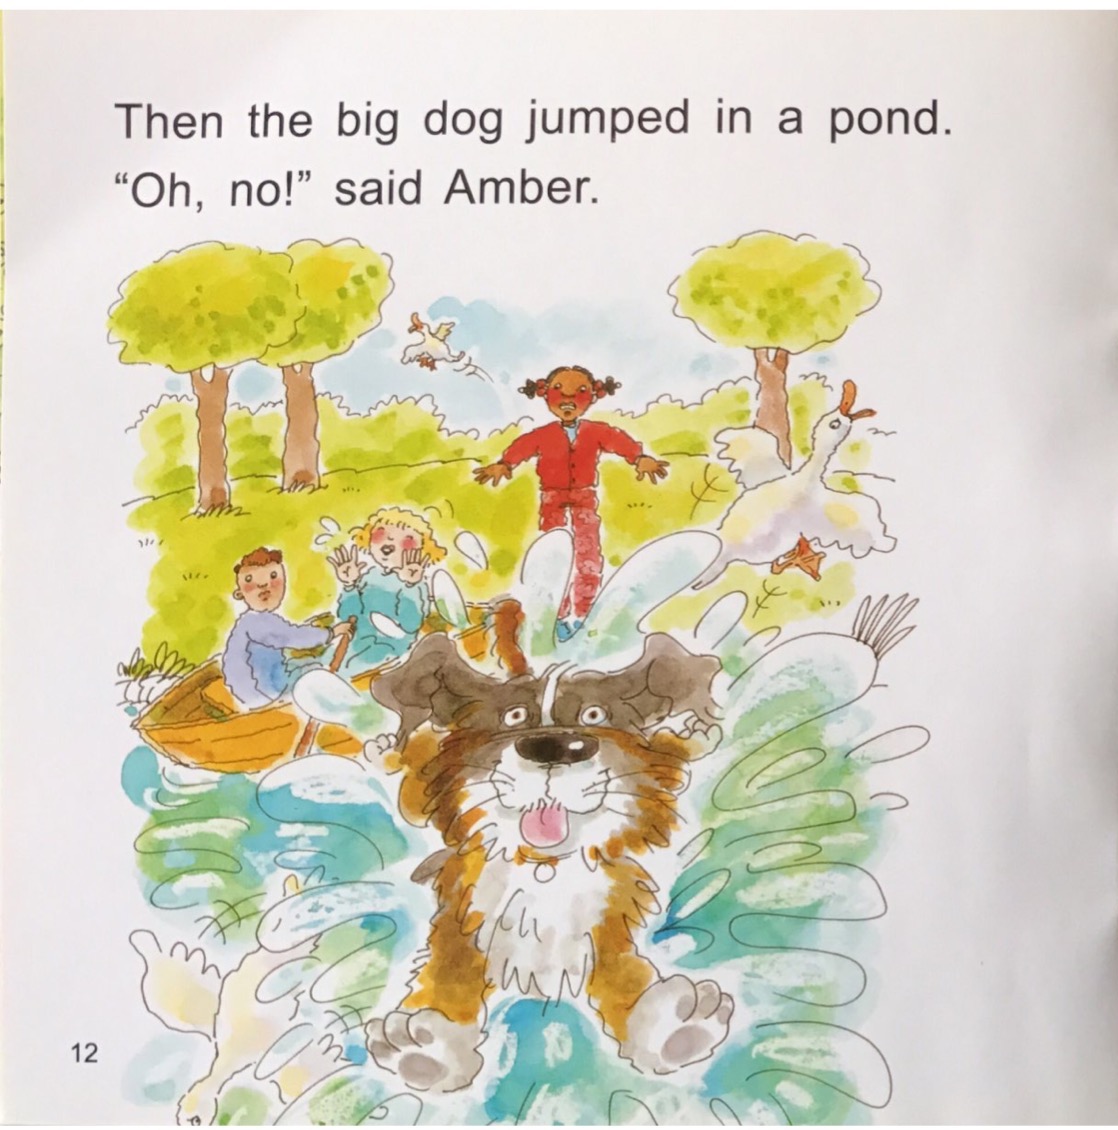 Then the big dog jumped in a pond.
“Oh, no!” said Amber.
12